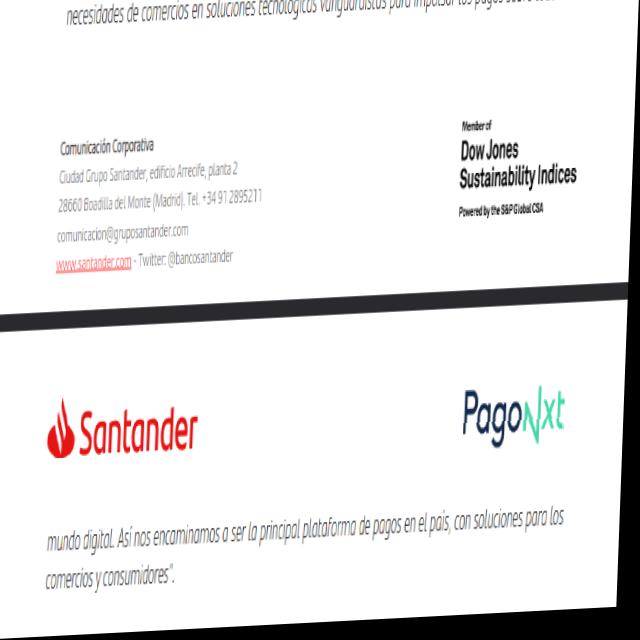 necesidades de comercios en soluciones tecnológicas vanguardistas para impulsar los pagos
Comunicación Corporativa
Ciudad Grupo Santander, edificio Arrecife, planta 2
28660 Boadilla del Monte (Madrid). Tel. +34 91 2895211
comunicacion@gruposantander.com
www.santander.com - Twitter: @bancosantander
Member of
Dow Jones
Sustainability Indices
Powered by the S&P Global CSA
Santander
PagoNxt
mundo digital. Así nos encaminamos a ser la principal plataforma de pagos en el país, con soluciones para los
comercios y consumidores".